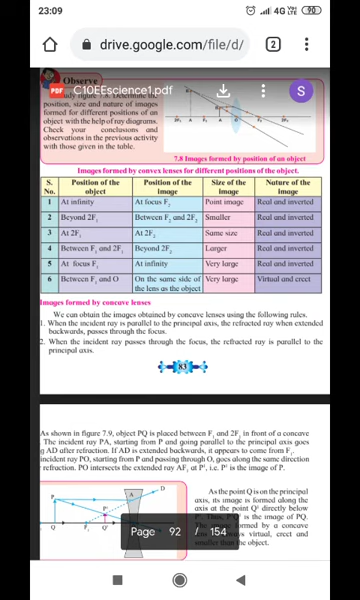 23:09
4G
90
drive.google.com/file/d/
2
Observe
PDF C10EEscience1.pdf
S
Study figure 7.8. Determine the
position, size and nature of images
formed for different positions of an
object with the help of ray diagrams.
Check your conclusions and
observations in the previous activity
with those given in the table.
7.8 Images formed by position of an object
Images formed by convex lenses for different positions of the object.
S. No. Position of the object Position of the image Size of the image Nature of the image
1 At infinity At focus F2 Point image Real and inverted
2 Beyond 2F1 Between F2 and 2F2 Smaller Real and inverted
3 At 2F1 At 2F2 Same size Real and inverted
4 Between F1 and 2F1 Beyond 2F2 Larger Real and inverted
5 At focus F1 At infinity Very large Real and inverted
6 Between F1 and O On the same side of the lens as the object Very large Virtual and erect
Images formed by concave lenses
We can obtain the images obtained by concave lenses using the following rules.
1. When the incident ray is parallel to the principal axis, the refracted ray when extended
backwards, passes through the focus.
2. When the incident ray passes through the focus, the refracted ray is parallel to the
principal axis.
83
As shown in figure 7.9, object PQ is placed between F1 and 2F1 in front of a concave
. The incident ray PA, starting from P and going parallel to the principal axis goes
g AD after refraction. If AD is extended backwards, it appears to come from F1.
incident ray PO, starting from P and passing through O, goes along the same direction
refraction. PO intersects the extended ray AF1 at P1, i.e. P1 is the image of P.
P
A
D
P1
Q
F1
Q1
As the point Q is on the principal
axis, its image is formed along the
axis at the point Q1 directly below
is the image of PQ.
formed by a concave
virtual, erect and
the object.
Page 92 / 154